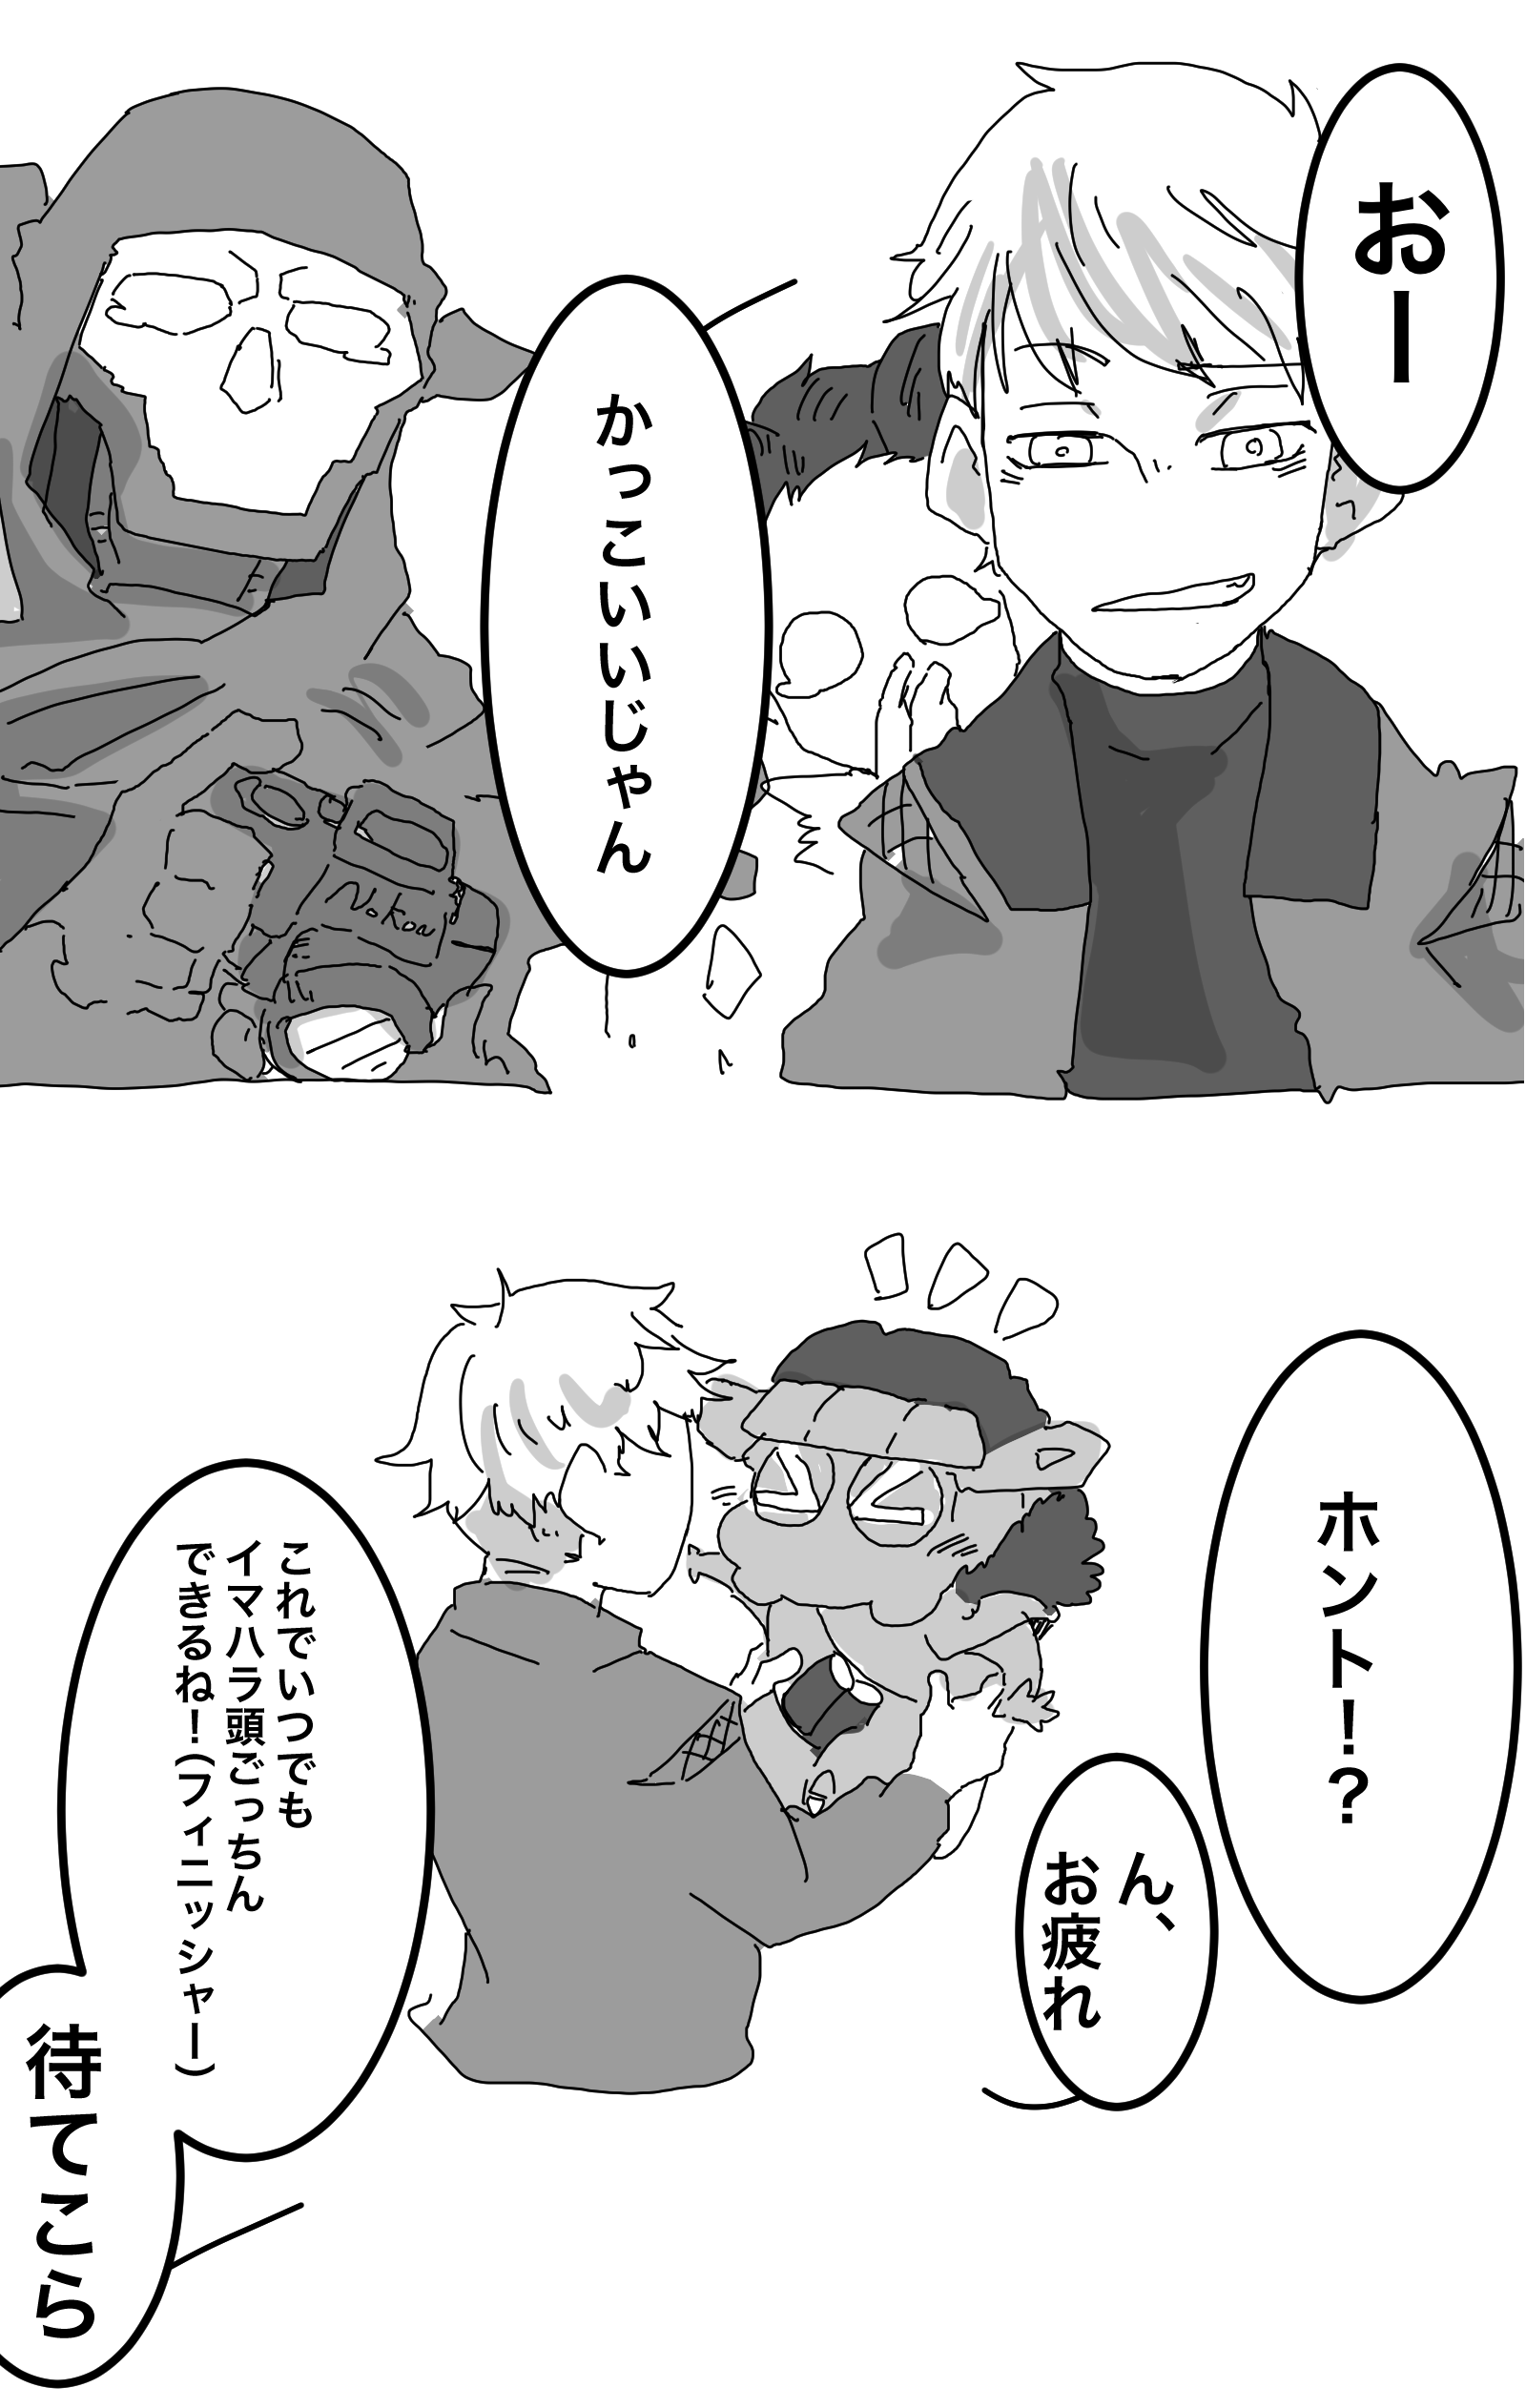 おー
かっこいいじゃん
ホント！？
ん、
お疲れ
これでいつでも
イマハラ頭ごっちん
できるね！(フィニッシャー)
待てこら